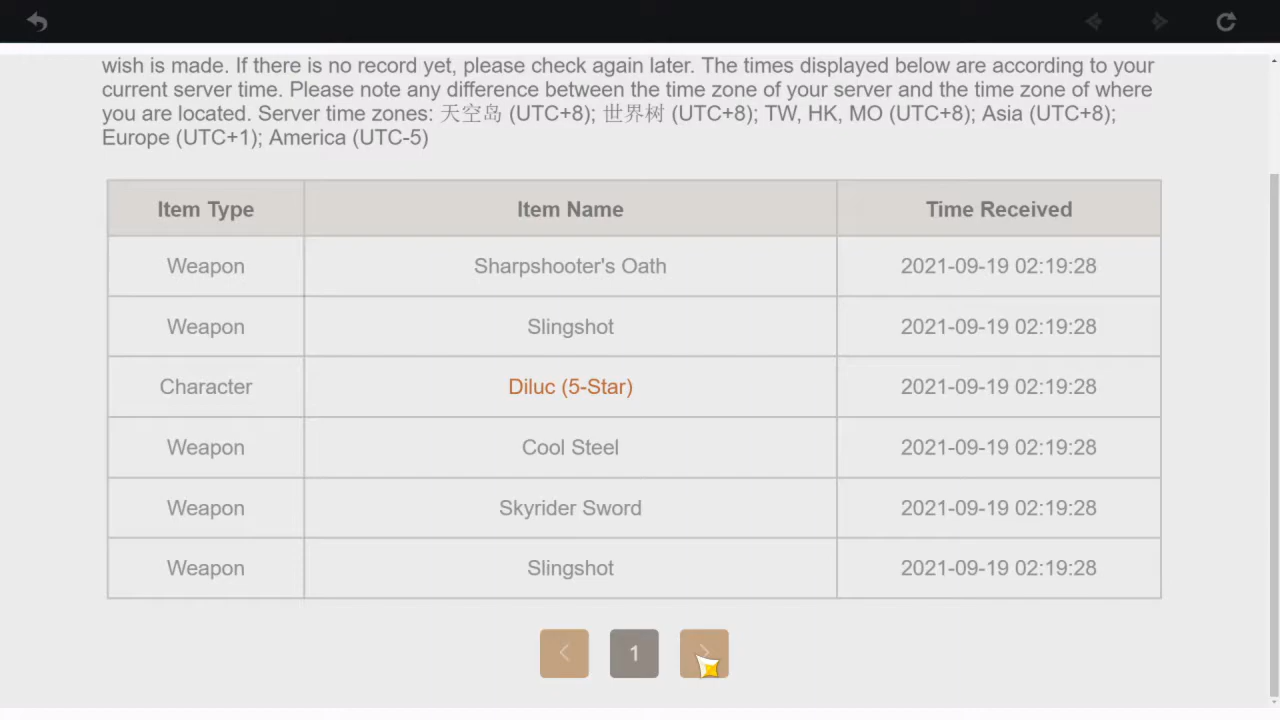 wish is made. If there is no record yet, please check again later. The times displayed below are according to your
current server time. Please note any difference between the time zone of your server and the time zone of where
you are located. Server time zones: 天空岛 (UTC+8); 世界树 (UTC+8); TW, HK, MO (UTC+8); Asia (UTC+8);
Europe (UTC+1); America (UTC-5)
Item Type Item Name Time Received
Weapon Sharpshooter's Oath 2021-09-19 02:19:28
Weapon Slingshot 2021-09-19 02:19:28
Character Diluc (5-Star) 2021-09-19 02:19:28
Weapon Cool Steel 2021-09-19 02:19:28
Weapon Skyrider Sword 2021-09-19 02:19:28
Weapon Slingshot 2021-09-19 02:19:28
1